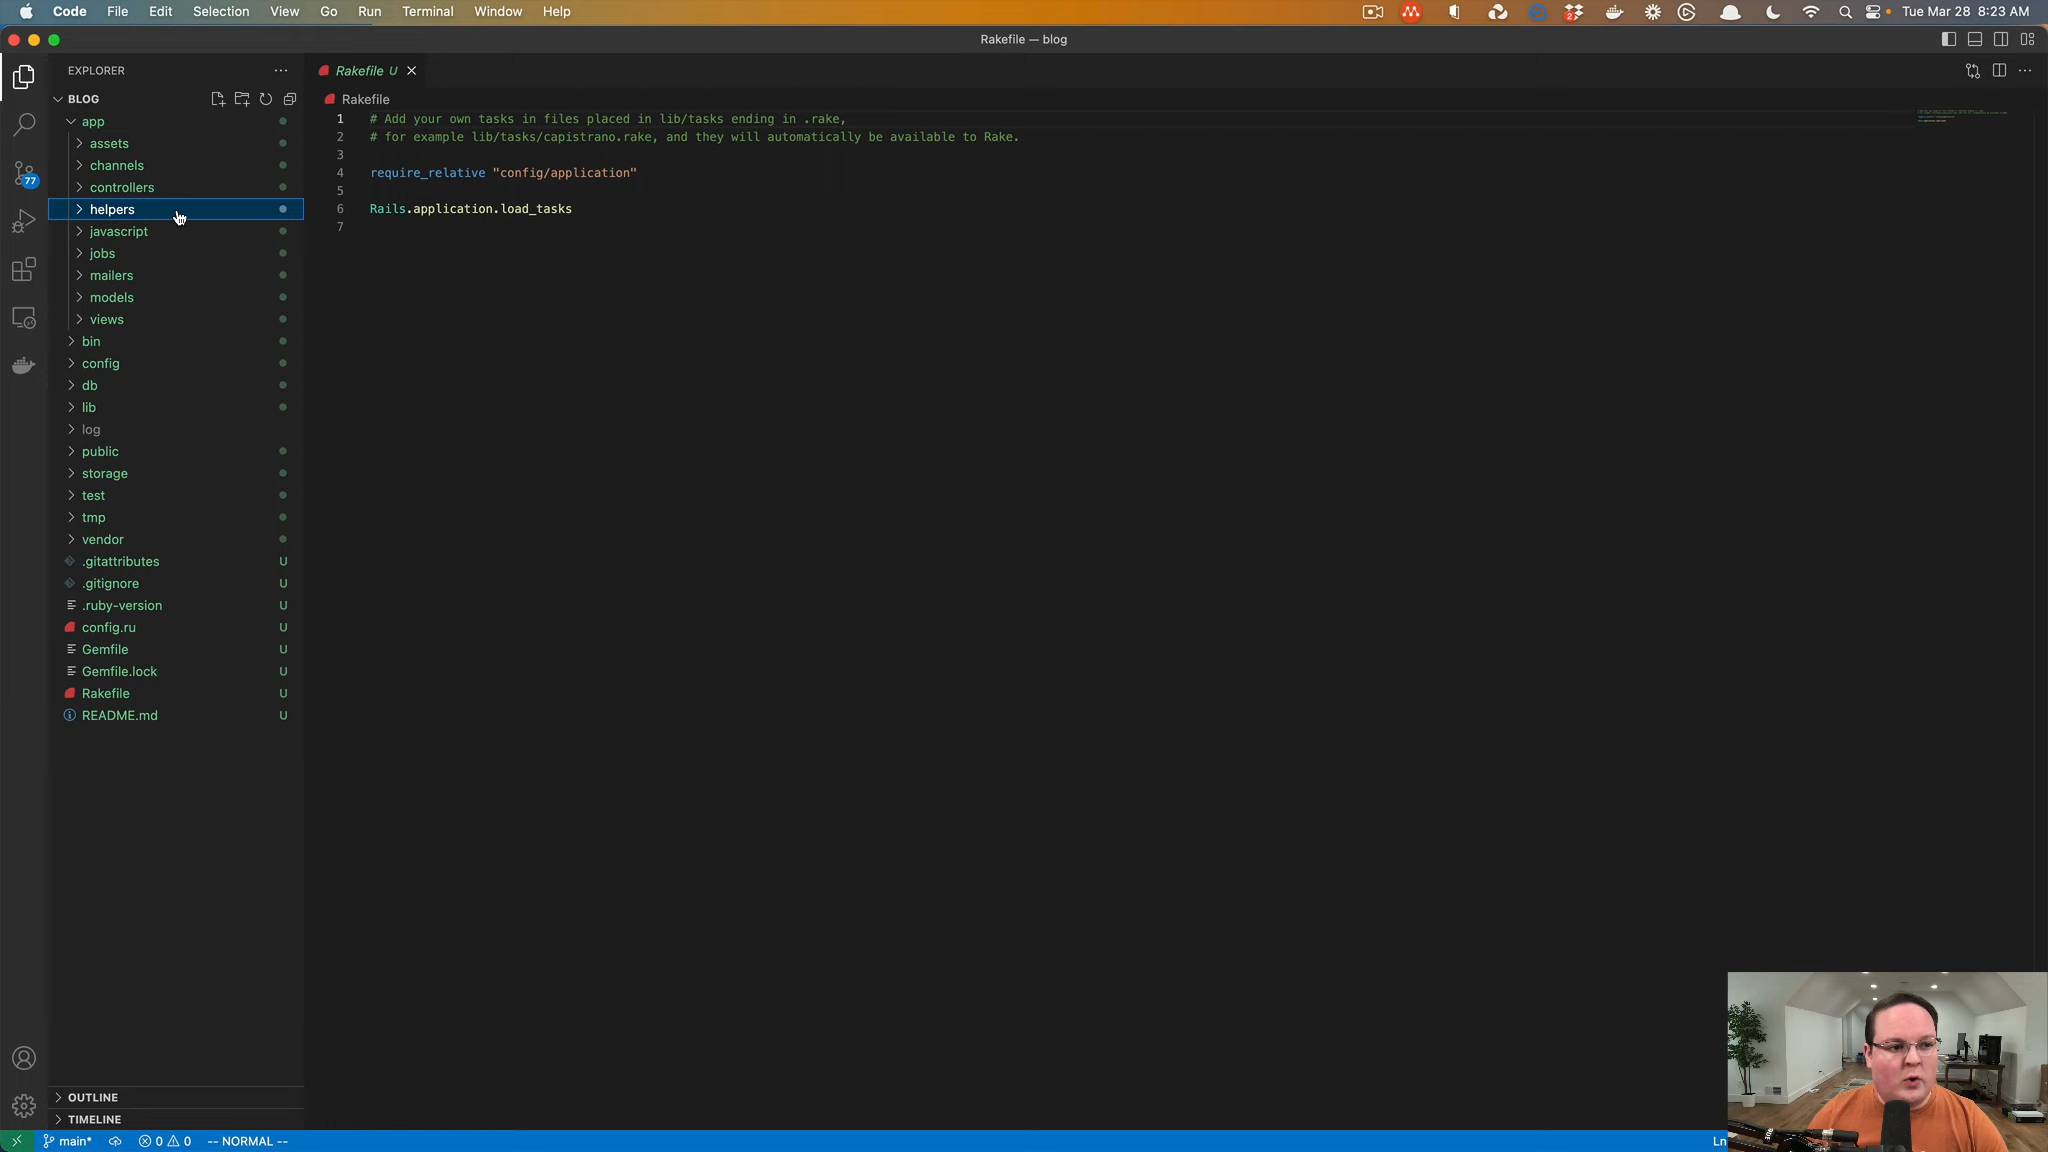 Code File Edit Selection View Go Run Terminal Window Help
2
Tue Mar 28 8:23 AM
Rakefile — blog
EXPLORER
Rakefile U
BLOG
Rakefile
app
assets
channels
controllers
helpers
javascript
jobs
mailers
models
views
bin
config
db
lib
log
public
storage
test
tmp
vendor
.gitattributes U
.gitignore U
.ruby-version U
config.ru U
Gemfile U
Gemfile.lock U
Rakefile U
README.md U
77
1 # Add your own tasks in files placed in lib/tasks ending in .rake,
2 # for example lib/tasks/capistrano.rake, and they will automatically be available to Rake.
3
4 require_relative "config/application"
5
6 Rails.application.load_tasks
7
OUTLINE
TIMELINE
main* 0 0 -- NORMAL --
Ln